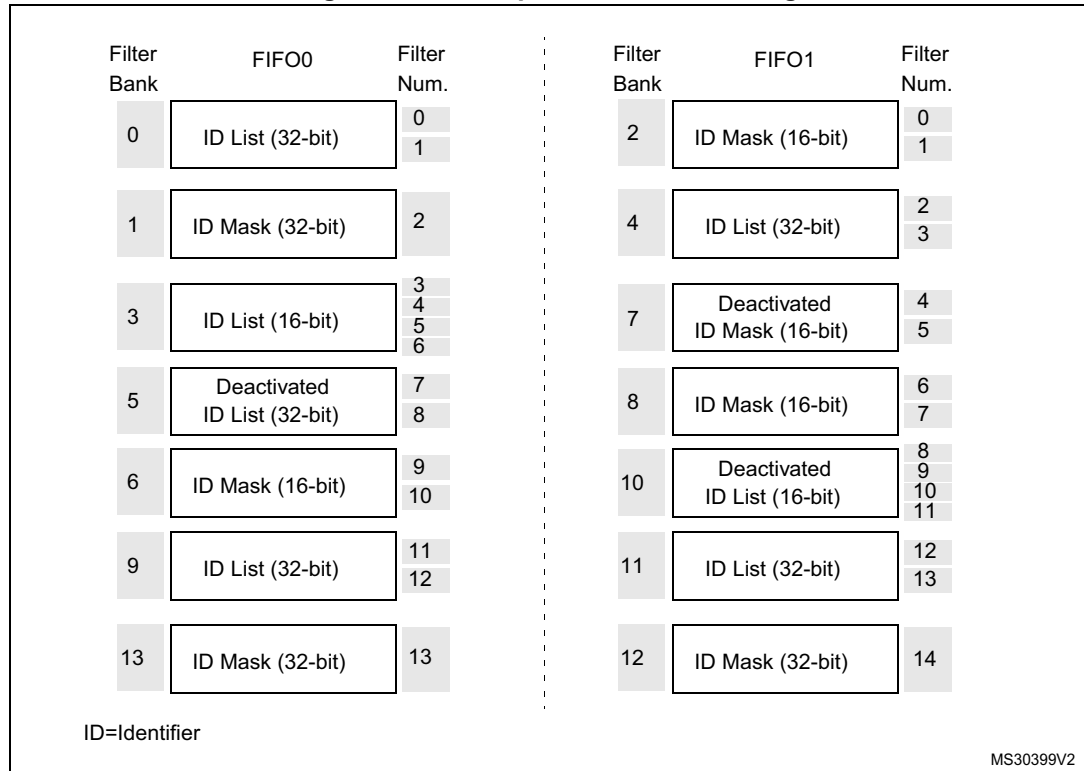 Filter Bank FIFO0 Filter Num.
0 ID List (32-bit) 0
1
1 ID Mask (32-bit) 2
3 ID List (16-bit) 3
4
5
6
5 Deactivated 7
ID List (32-bit) 8
6 ID Mask (16-bit) 9
10
9 ID List (32-bit) 11
12
13 ID Mask (32-bit) 13
Filter Bank FIFO1 Filter Num.
2 ID Mask (16-bit) 0
1
4 ID List (32-bit) 2
3
7 Deactivated 4
ID Mask (16-bit) 5
8 ID Mask (16-bit) 6
7
10 Deactivated 8
ID List (16-bit) 9
10
11
11 ID List (32-bit) 12
13
12 ID Mask (32-bit) 14
ID=Identifier
MS30399V2